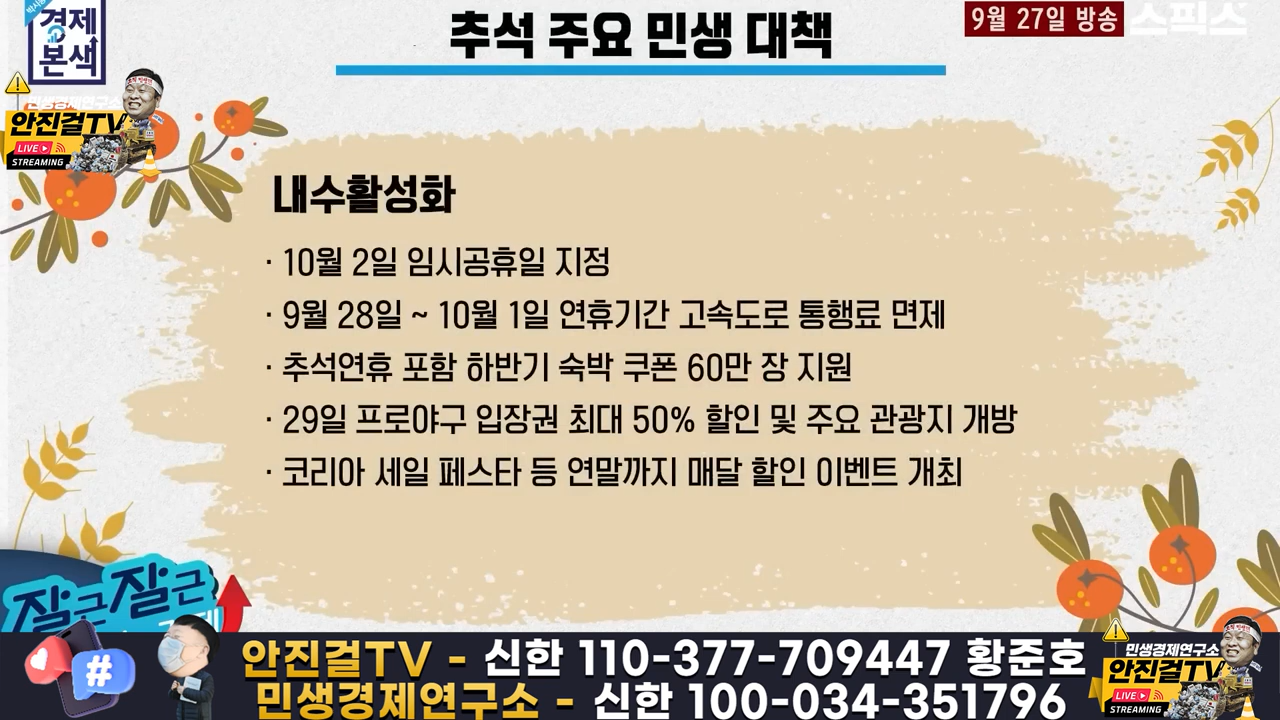 경제
본색
추석 주요 민생 대책
9월 27일 방송
스픽스
민생경제연구소
안진걸TV
LIVE
STREAMING
내수활성화
· 10월 2일 임시공휴일 지정
· 9월 28일 ~ 10월 1일 연휴기간 고속도로 통행료 면제
· 추석연휴 포함 하반기 숙박 쿠폰 60만 장 지원
· 29일 프로야구 입장권 최대 50% 할인 및 주요 관광지 개방
· 코리아 세일 페스타 등 연말까지 매달 할인 이벤트 개최
질근질근
#
안진걸TV - 신한 110-377-709447 황준호
민생경제연구소 - 신한 100-034-351796
민생경제연구소
안진걸TV
LIVE
STREAMING